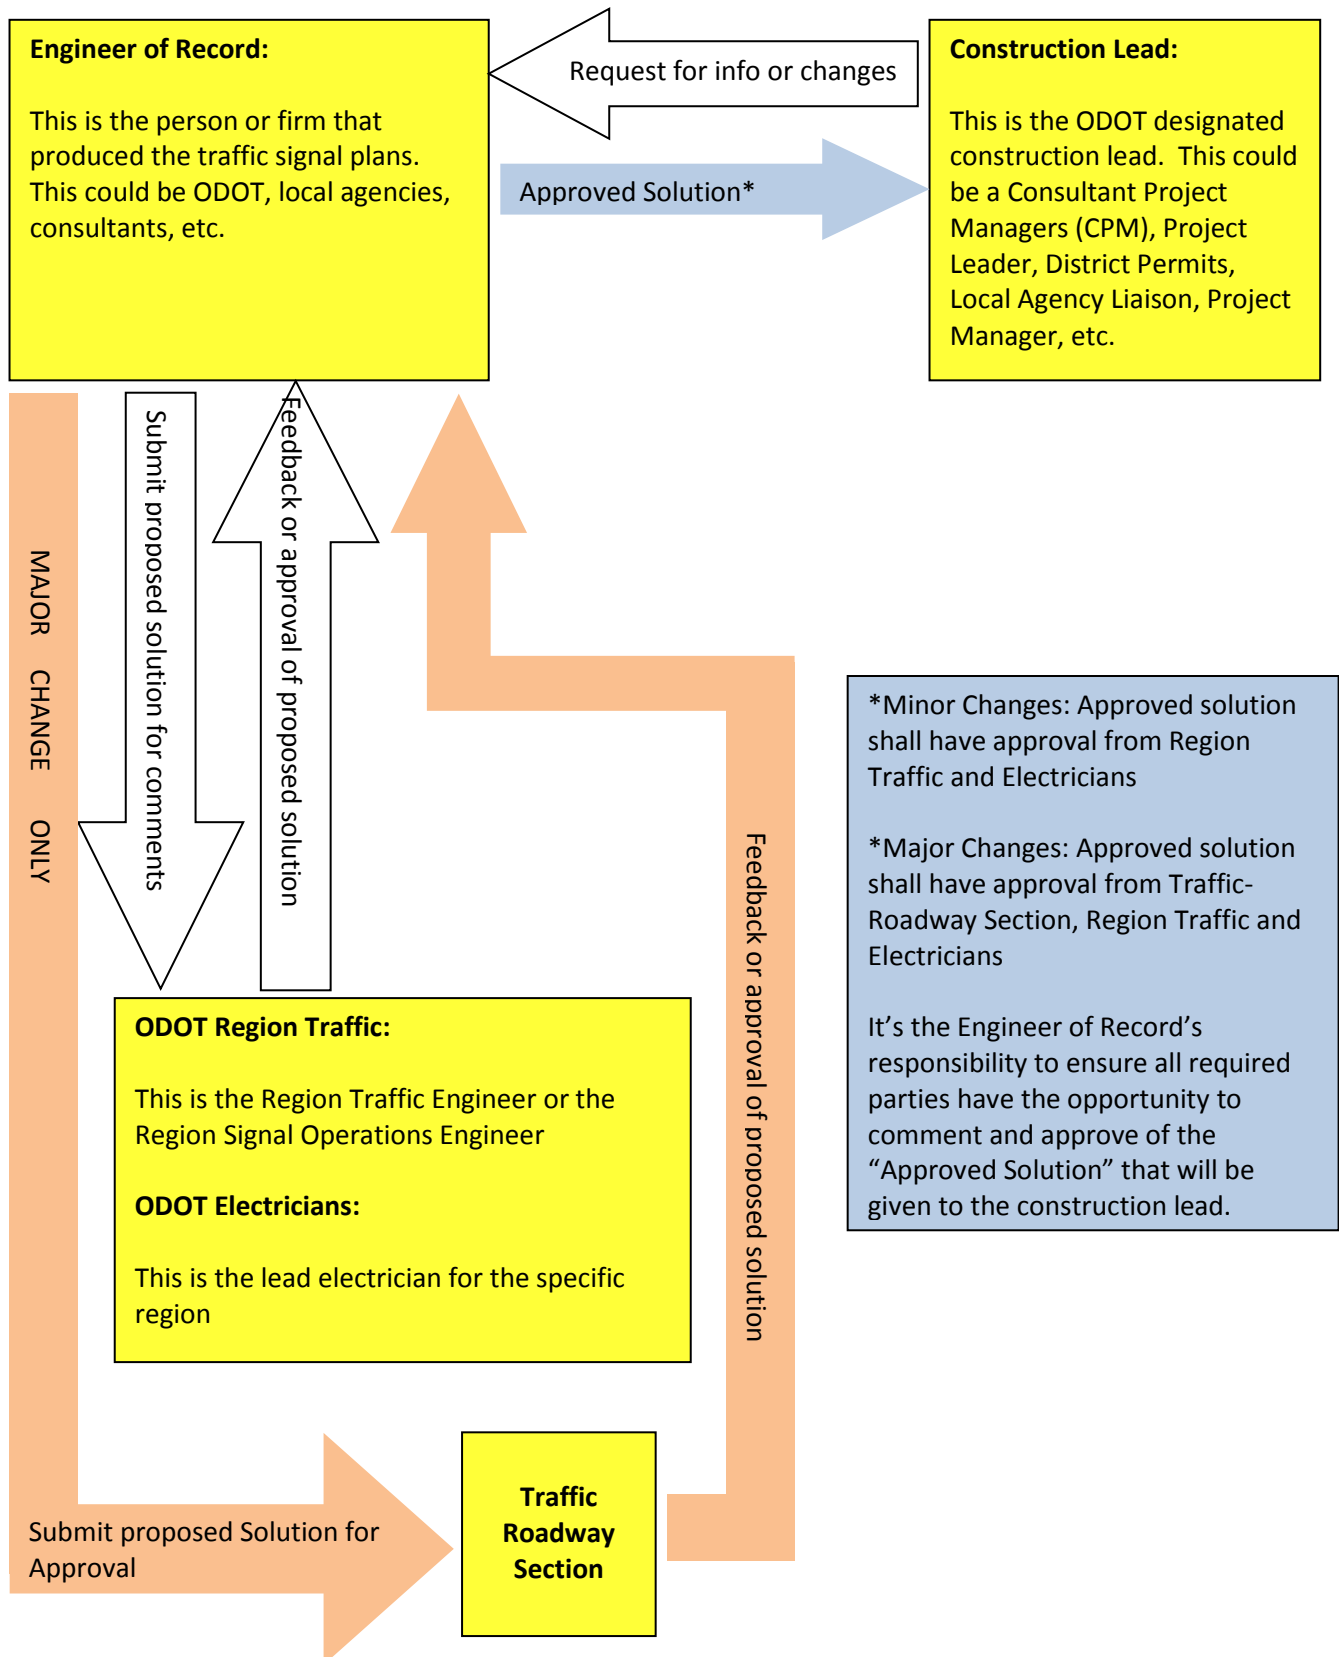 Engineer of Record:
This is the person or firm that
produced the traffic signal plans.
This could be ODOT, local agencies,
consultants, etc.
Request for info or changes
Approved Solution*
Construction Lead:
This is the ODOT designated
construction lead.  This could
be a Consultant Project
Managers (CPM), Project
Leader, District Permits,
Local Agency Liaison, Project
Manager, etc.
MAJOR CHANGE ONLY
Submit proposed solution for comments
Feedback or approval of proposed solution
Feedback or approval of proposed solution
*Minor Changes: Approved solution
shall have approval from Region
Traffic and Electricians
*Major Changes: Approved solution
shall have approval from Traffic-
Roadway Section, Region Traffic and
Electricians
It’s the Engineer of Record’s
responsibility to ensure all required
parties have the opportunity to
comment and approve of the
“Approved Solution” that will be
given to the construction lead.
ODOT Region Traffic:
This is the Region Traffic Engineer or the
Region Signal Operations Engineer
ODOT Electricians:
This is the lead electrician for the specific
region
Submit proposed Solution for
Approval
Traffic
Roadway
Section